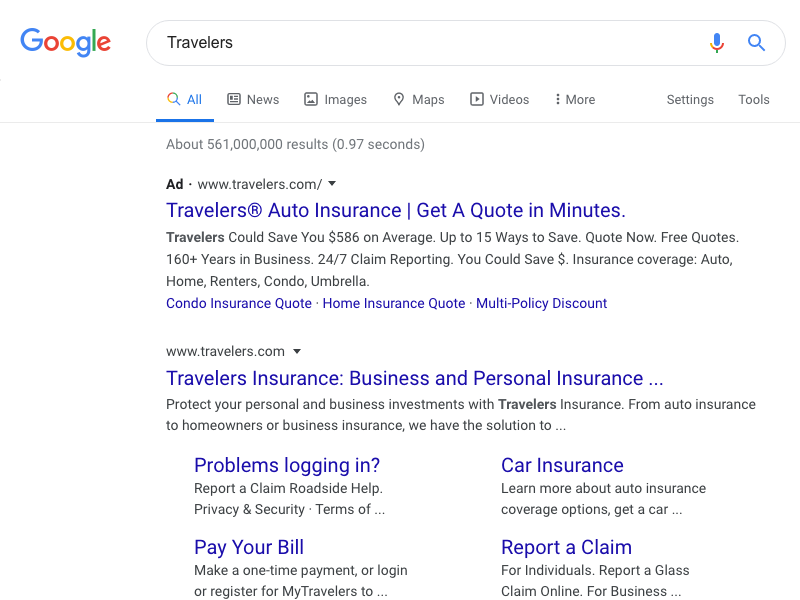 Google
Travelers
All
News
Images
Maps
Videos
More
Settings
Tools
About 561,000,000 results (0.97 seconds)
Ad · www.travelers.com/
Travelers® Auto Insurance | Get A Quote in Minutes.
Travelers Could Save You $586 on Average. Up to 15 Ways to Save. Quote Now. Free Quotes.
160+ Years in Business. 24/7 Claim Reporting. You Could Save $. Insurance coverage: Auto,
Home, Renters, Condo, Umbrella.
Condo Insurance Quote · Home Insurance Quote · Multi-Policy Discount
www.travelers.com
Travelers Insurance: Business and Personal Insurance ...
Protect your personal and business investments with Travelers Insurance. From auto insurance
to homeowners or business insurance, we have the solution to ...
Problems logging in?
Report a Claim Roadside Help.
Privacy & Security · Terms of ...
Car Insurance
Learn more about auto insurance
coverage options, get a car ...
Pay Your Bill
Make a one-time payment, or login
or register for MyTravelers to ...
Report a Claim
For Individuals. Report a Glass
Claim Online. For Business ...